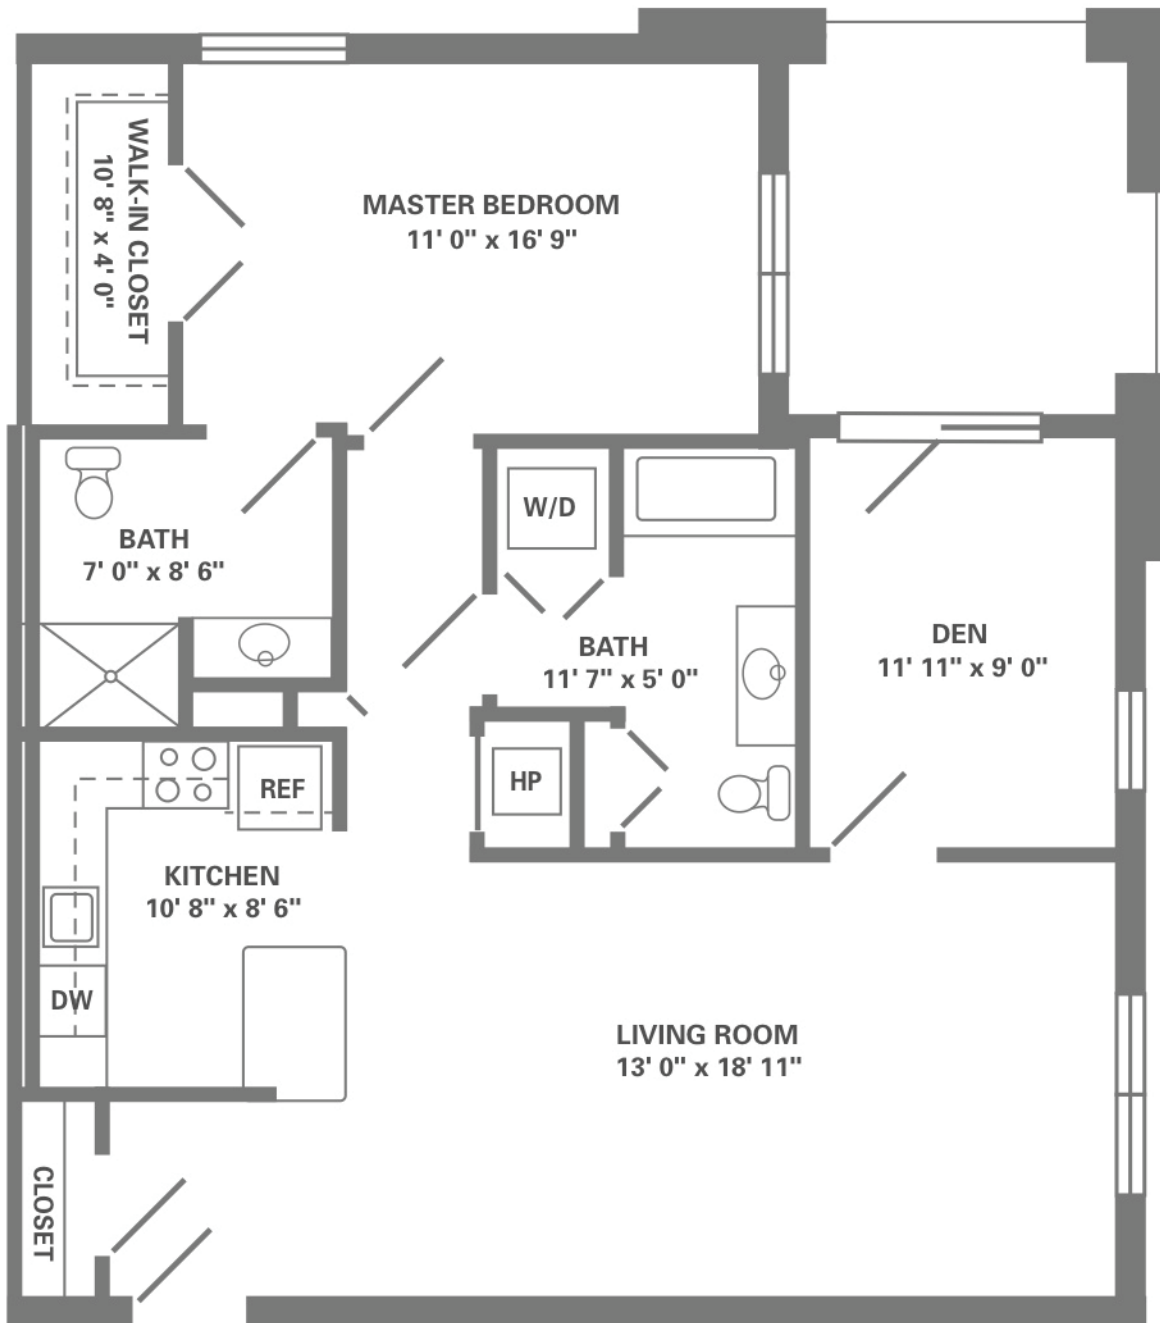 WALK-IN CLOSET
10' 8" x 4' 0"
MASTER BEDROOM
11' 0" x 16' 9"
W/D
BATH
7' 0" x 8' 6"
BATH
11' 7" x 5' 0"
DEN
11' 11" x 9' 0"
REF
HP
KITCHEN
10' 8" x 8' 6"
DW
LIVING ROOM
13' 0" x 18' 11"
CLOSET